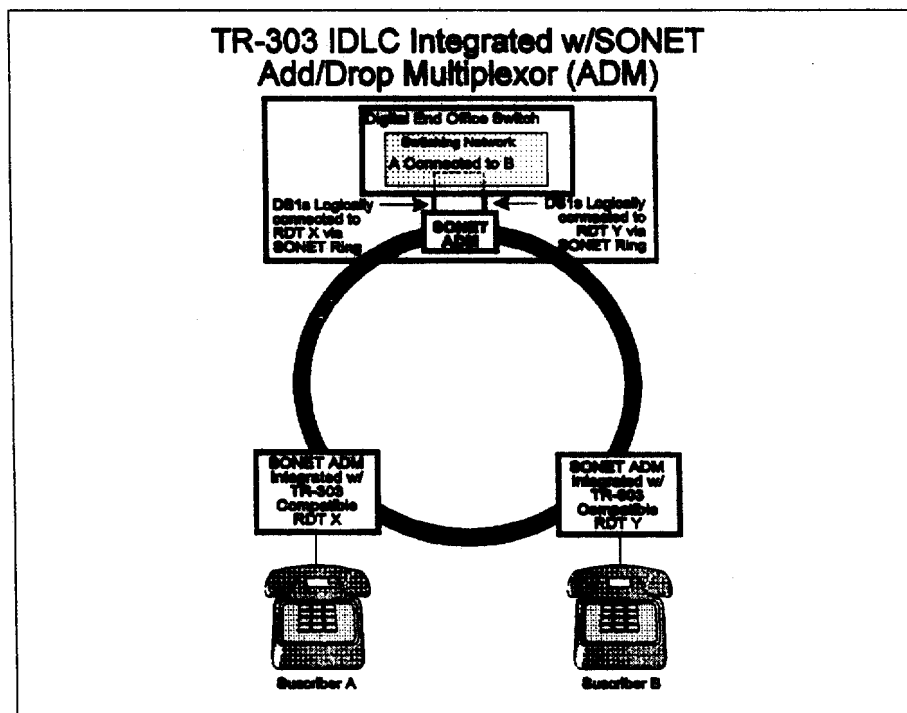 TR-303 IDLC Integrated w/SONET
Add/Drop Multiplexor (ADM)
Digital End Office Switch
Switching Network
A Connected to B
DS1s Logically
connected to
RDT X via
SONET Ring
DS1s Logically
connected to
RDT Y via
SONET Ring
SONET
ADM
SONET ADM
Integrated w/
TR-303
Compatible
RDT X
SONET ADM
Integrated w/
TR-303
Compatible
RDT Y
Suscriber A
Suscriber B